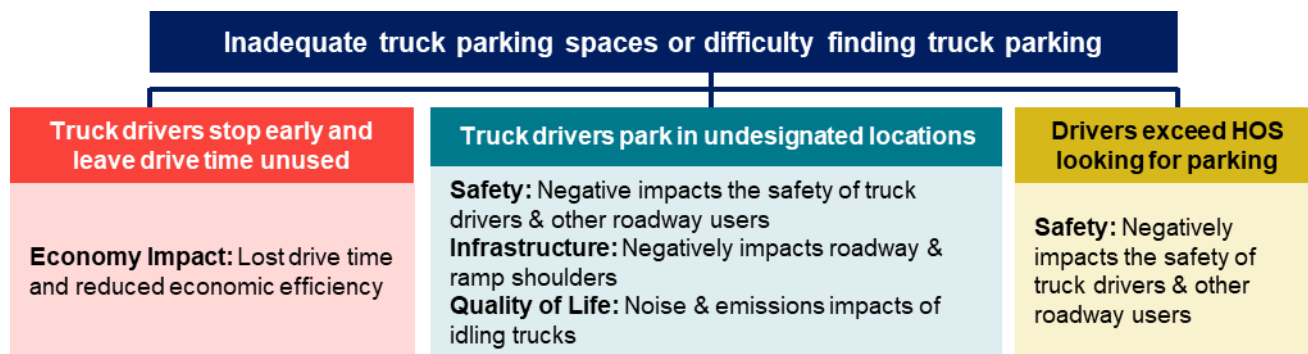 Inadequate truck parking spaces or difficulty finding truck parking
Truck drivers stop early and
leave drive time unused
Economy Impact: Lost drive time
and reduced economic efficiency
Truck drivers park in undesignated locations
Safety: Negative impacts the safety of truck
drivers & other roadway users
Infrastructure: Negatively impacts roadway &
ramp shoulders
Quality of Life: Noise & emissions impacts of
idling trucks
Drivers exceed HOS
looking for parking
Safety: Negatively
impacts the safety of
truck drivers & other
roadway users